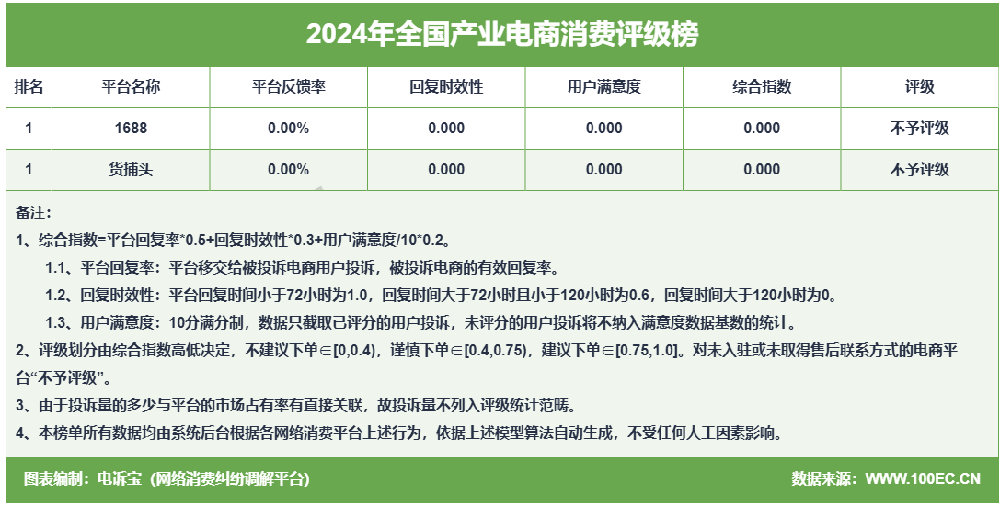 2024年全国产业电商消费评级榜
排名 平台名称 平台反馈率 回复时效性 用户满意度 综合指数 评级
1 1688 0.00% 0.000 0.000 0.000 不予评级
1 货捕头 0.00% 0.000 0.000 0.000 不予评级
备注：
1、综合指数=平台回复率*0.5+回复时效性*0.3+用户满意度/10*0.2。
1.1、平台回复率：平台移交给被投诉电商用户投诉，被投诉电商的有效回复率。
1.2、回复时效性：平台回复时间小于72小时为1.0，回复时间大于72小时且小于120小时为0.6，回复时间大于120小时为0。
1.3、用户满意度：10分满分制，数据只截取已评分的用户投诉，未评分的用户投诉将不纳入满意度数据基数的统计。
2、评级划分由综合指数高低决定，不建议下单∈[0,0.4)，谨慎下单∈[0.4,0.75)，建议下单∈[0.75,1.0]。对未入驻或未取得售后联系方式的电商平
台“不予评级”。
3、由于投诉量的多少与平台的市场占有率有直接关联，故投诉量不列入评级统计范畴。
4、本榜单所有数据均由系统后台根据各网络消费平台上述行为，依据上述模型算法自动生成，不受任何人工因素影响。
图表编制：电诉宝（网络消费纠纷调解平台） 数据来源：WWW.100EC.CN